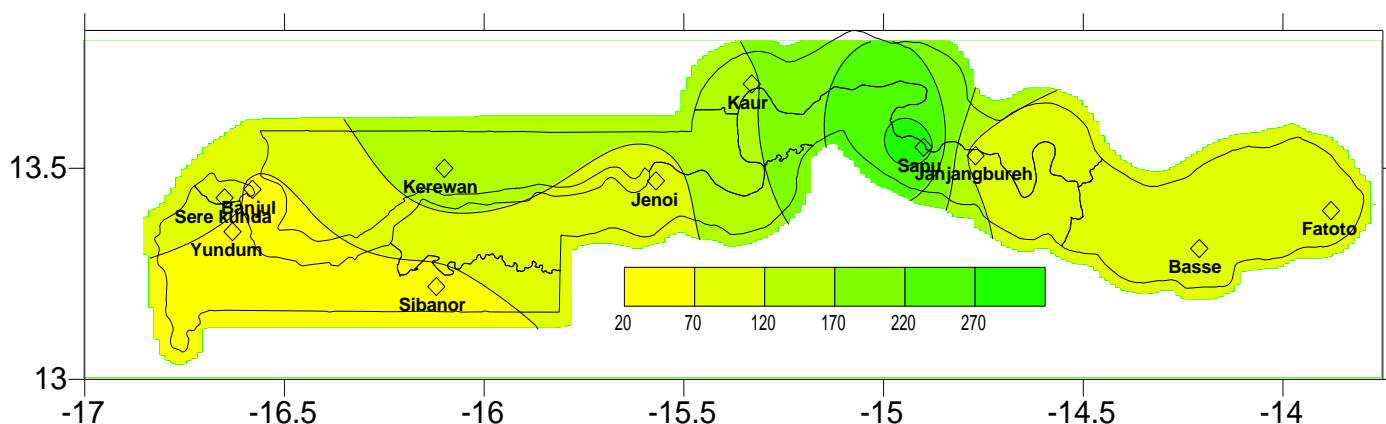 Kaur
13.5
Sapu
Janjangbureh
Kerewan
Jenoi
Banjul
Sere kunda
Fatoto
Yundum
Basse
Sibanor
20 70 120 170 220 270
13
-17 -16.5 -16 -15.5 -15 -14.5 -14